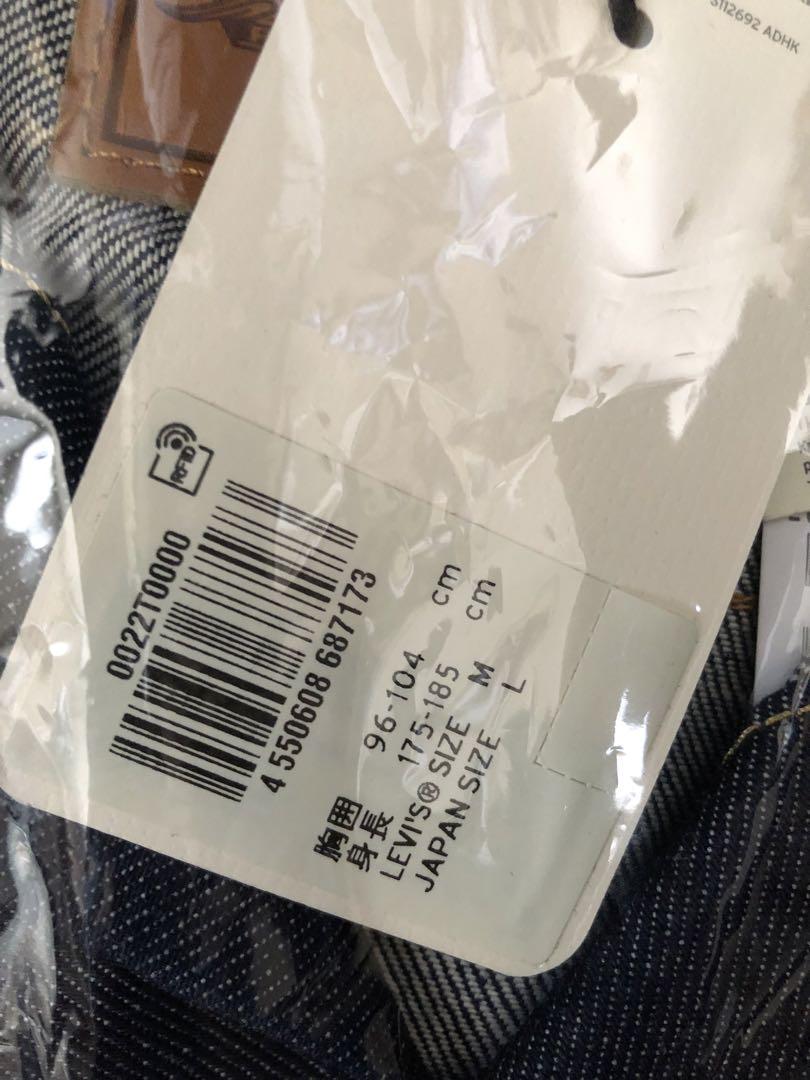 3112692 ADHK
RFID
0022T0000
4 550608 687173
胸囲 96-104 cm
身長 175-185 cm
LEVI'S® SIZE M
JAPAN SIZE L